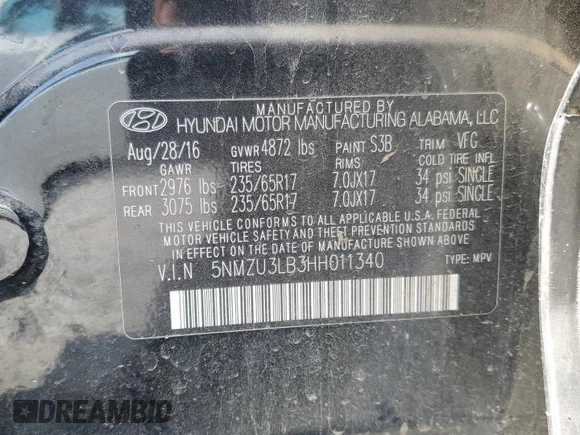 MANUFACTURED BY
HYUNDAI MOTOR MANUFACTURING ALABAMA, LLC
Aug/28/16 GVWR 4872 lbs PAINT S3B TRIM VFG
GAWR TIRES RIMS COLD TIRE INFL
FRONT 2976 lbs 235/65R17 7.0JX17 34 psi SINGLE
REAR 3075 lbs 235/65R17 7.0JX17 34 psi SINGLE
THIS VEHICLE CONFORMS TO ALL APPLICABLE U.S.A. FEDERAL
MOTOR VEHICLE SAFETY AND THEFT PREVENTION STANDARDS
IN EFFECT ON THE DATE OF MANUFACTURE SHOWN ABOVE
V.I.N 5NMZU3LB3HH011340 TYPE: MPV
DREAMBID